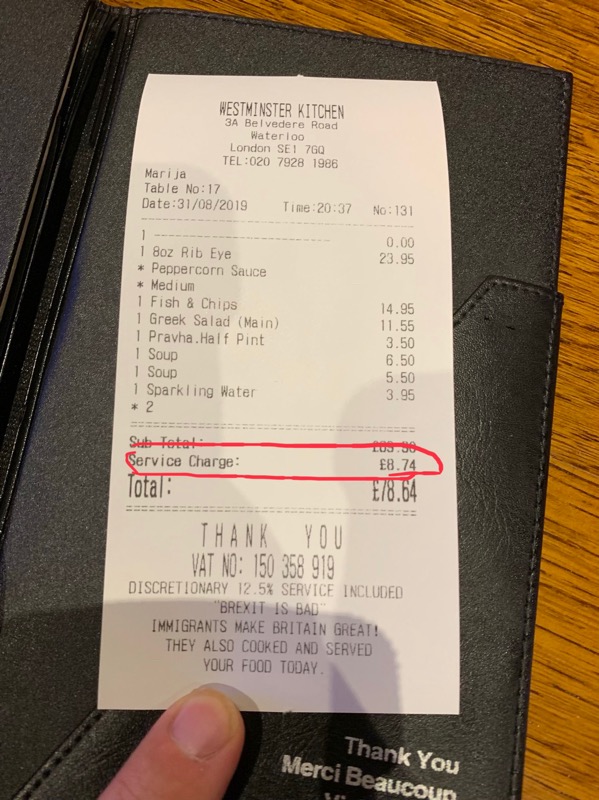 WESTMINSTER KITCHEN
3A Belvedere Road
Waterloo
London SE1 7GQ
TEL:020 7928 1986
Marija
Table No:17
Date:31/08/2019 Time:20:37 No:131
1 ------------------------ 0.00
1 8oz Rib Eye 23.95
* Peppercorn Sauce
* Medium
1 Fish & Chips 14.95
1 Greek Salad (Main) 11.55
1 Pravha.Half Pint 3.50
1 Soup 6.50
1 Soup 5.50
1 Sparkling Water 3.95
* 2
Sub Total: £69.90
Service Charge: £8.74
Total: £78.64
THANK YOU
VAT NO: 150 358 919
DISCRETIONARY 12.5% SERVICE INCLUDED
"BREXIT IS BAD"
IMMIGRANTS MAKE BRITAIN GREAT!
THEY ALSO COOKED AND SERVED
YOUR FOOD TODAY.
Thank You
Merci Beaucoup